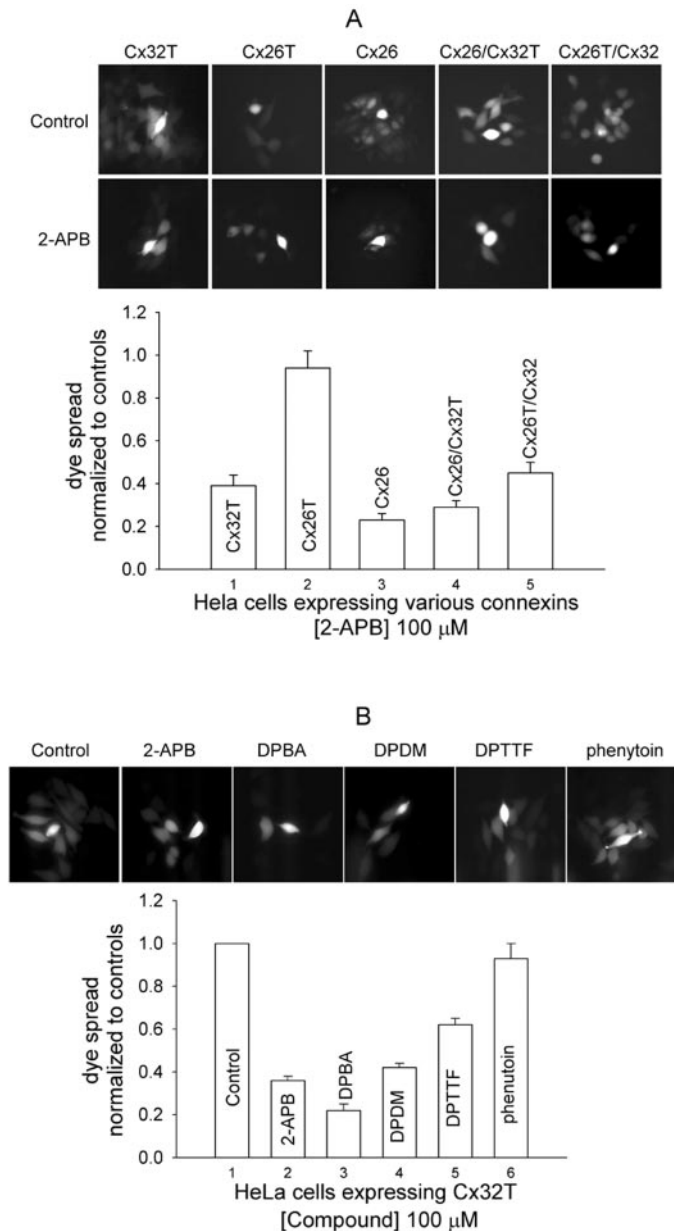 A
Cx32T Cx26T Cx26 Cx26/Cx32T Cx26T/Cx32
Control
2-APB
dye spread
normalized to controls
1.2
1.0
0.8
0.6
0.4
0.2
0.0
Cx32T
Cx26T
Cx26
Cx26/Cx32T
Cx26T/Cx32
1 2 3 4 5
Hela cells expressing various connexins
[2-APB] 100 μM
B
Control 2-APB DPBA DPDM DPTTF phenytoin
dye spread
normalized to controls
1.0
0.8
0.6
0.4
0.2
0.0
Control
2-APB
DPBA
DPDM
DPTTF
phenutoin
1 2 3 4 5 6
HeLa cells expressing Cx32T
[Compound] 100 μM